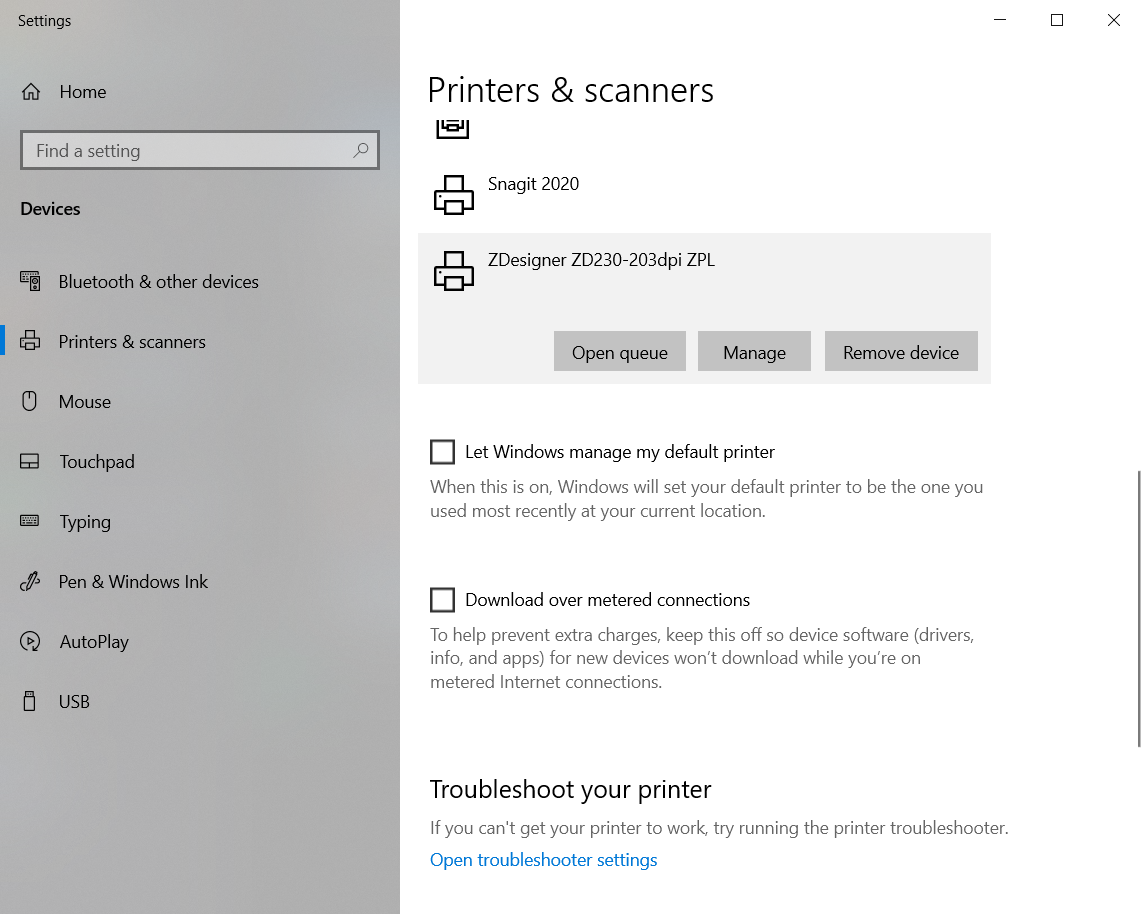 Settings
Home
Find a setting
Devices
Bluetooth & other devices
Printers & scanners
Mouse
Touchpad
Typing
Pen & Windows Ink
AutoPlay
USB
Printers & scanners
Snagit 2020
ZDesigner ZD230-203dpi ZPL
Open queue
Manage
Remove device
Let Windows manage my default printer
When this is on, Windows will set your default printer to be the one you
used most recently at your current location.
Download over metered connections
To help prevent extra charges, keep this off so device software (drivers,
info, and apps) for new devices won’t download while you’re on
metered Internet connections.
Troubleshoot your printer
If you can't get your printer to work, try running the printer troubleshooter.
Open troubleshooter settings